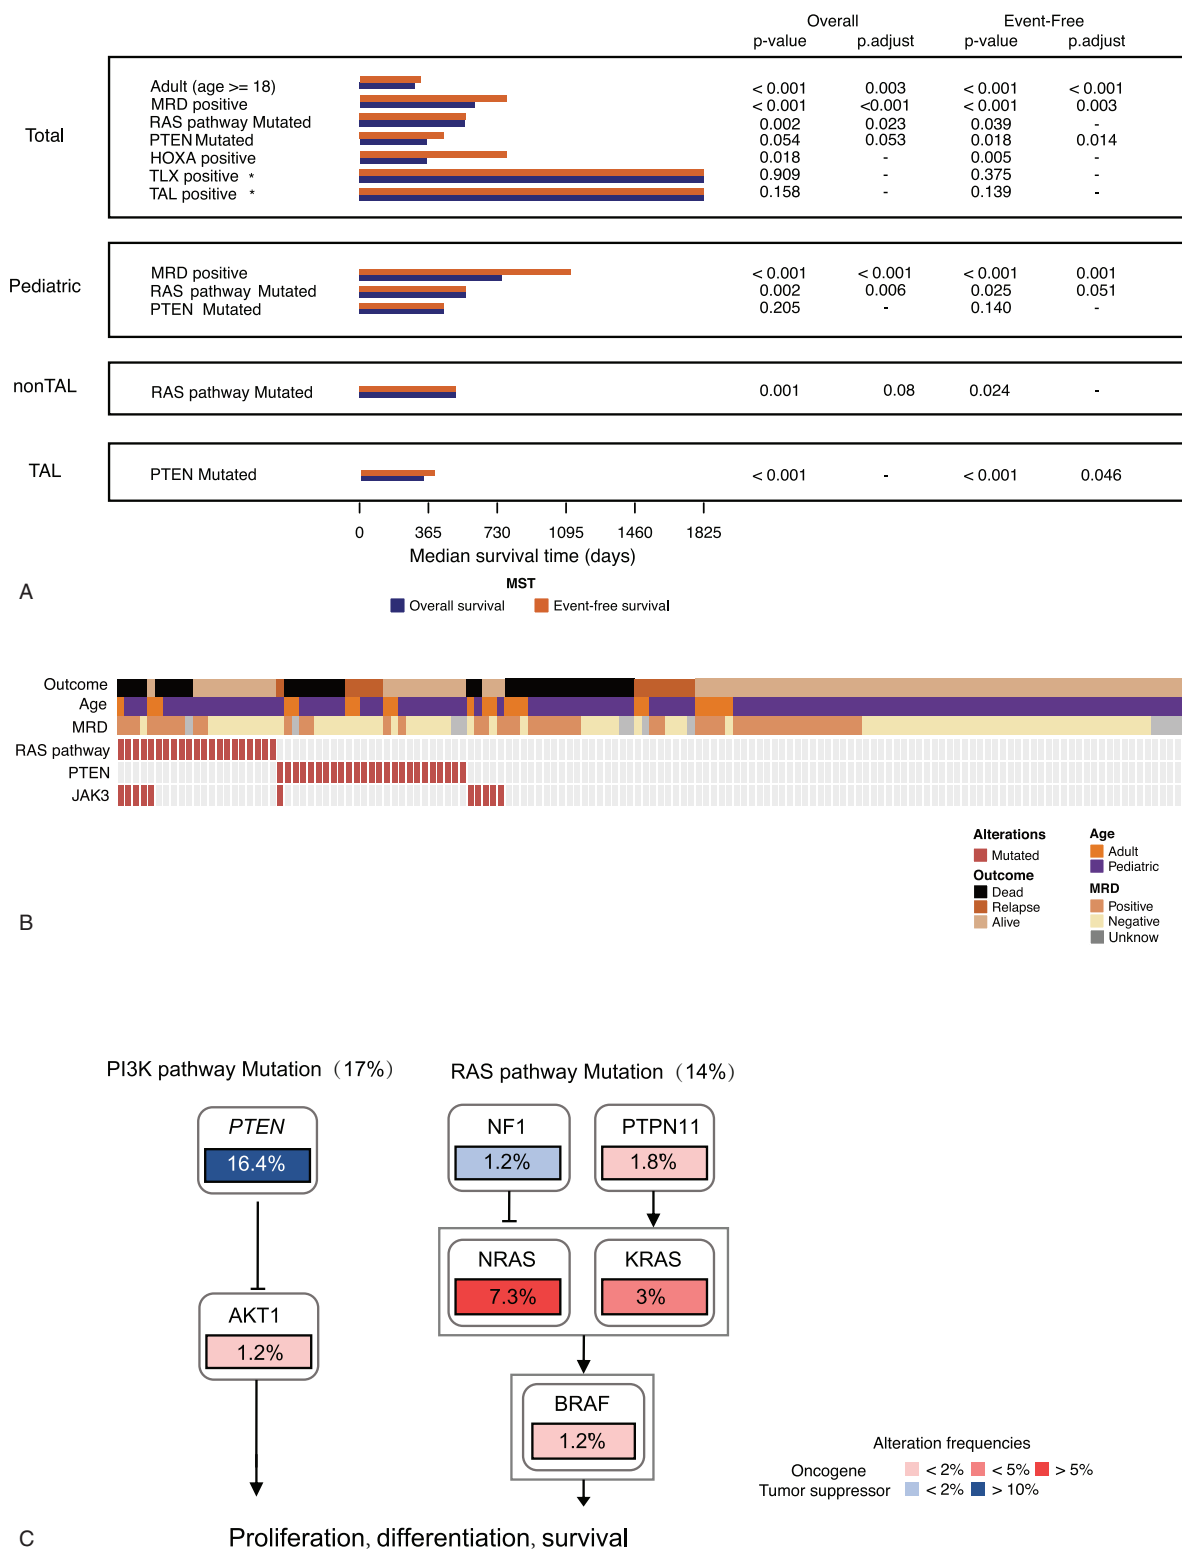 Overall Event-Free
p-value p.adjust p-value p.adjust
Total
Adult (age >= 18) < 0.001 0.003 < 0.001 < 0.001
MRD positive < 0.001 <0.001 < 0.001 0.003
RAS pathway Mutated 0.002 0.023 0.039 -
PTEN Mutated 0.054 0.053 0.018 0.014
HOXA positive 0.018 - 0.005 -
TLX positive * 0.909 - 0.375 -
TAL positive * 0.158 - 0.139 -
Pediatric
MRD positive < 0.001 < 0.001 < 0.001 0.001
RAS pathway Mutated 0.002 0.006 0.025 0.051
PTEN Mutated 0.205 - 0.140 -
nonTAL
RAS pathway Mutated 0.001 0.08 0.024 -
TAL
PTEN Mutated < 0.001 - < 0.001 0.046
0 365 730 1095 1460 1825
Median survival time (days)
MST
Overall survival Event-free survival
A
Outcome
Age
MRD
RAS pathway
PTEN
JAK3
Alterations
Mutated
Outcome
Dead
Relapse
Alive
Age
Adult
Pediatric
MRD
Positive
Negative
Unknow
B
PI3K pathway Mutation (17%) RAS pathway Mutation (14%)
PTEN
16.4%
NF1
1.2%
PTPN11
1.8%
NRAS
7.3%
KRAS
3%
AKT1
1.2%
BRAF
1.2%
Alteration frequencies
Oncogene < 2% < 5% > 5%
Tumor suppressor < 2% > 10%
Proliferation, differentiation, survival
C